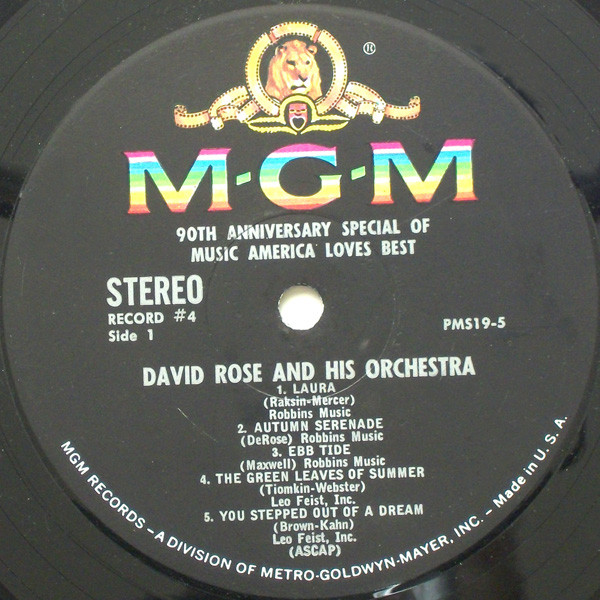 ®
M·G·M
90TH ANNIVERSARY SPECIAL OF
MUSIC AMERICA LOVES BEST
STEREO
RECORD #4
Side 1
PMS19-5
DAVID ROSE AND HIS ORCHESTRA
1. LAURA
(Raksin-Mercer)
Robbins Music
2. AUTUMN SERENADE
(DeRose) Robbins Music
3. EBB TIDE
(Maxwell) Robbins Music
4. THE GREEN LEAVES OF SUMMER
(Tiomkin-Webster)
Leo Feist, Inc.
5. YOU STEPPED OUT OF A DREAM
(Brown-Kahn)
Leo Feist, Inc.
(ASCAP)
MGM RECORDS – A DIVISION OF METRO-GOLDWYN-MAYER, INC. – Made in U. S. A.